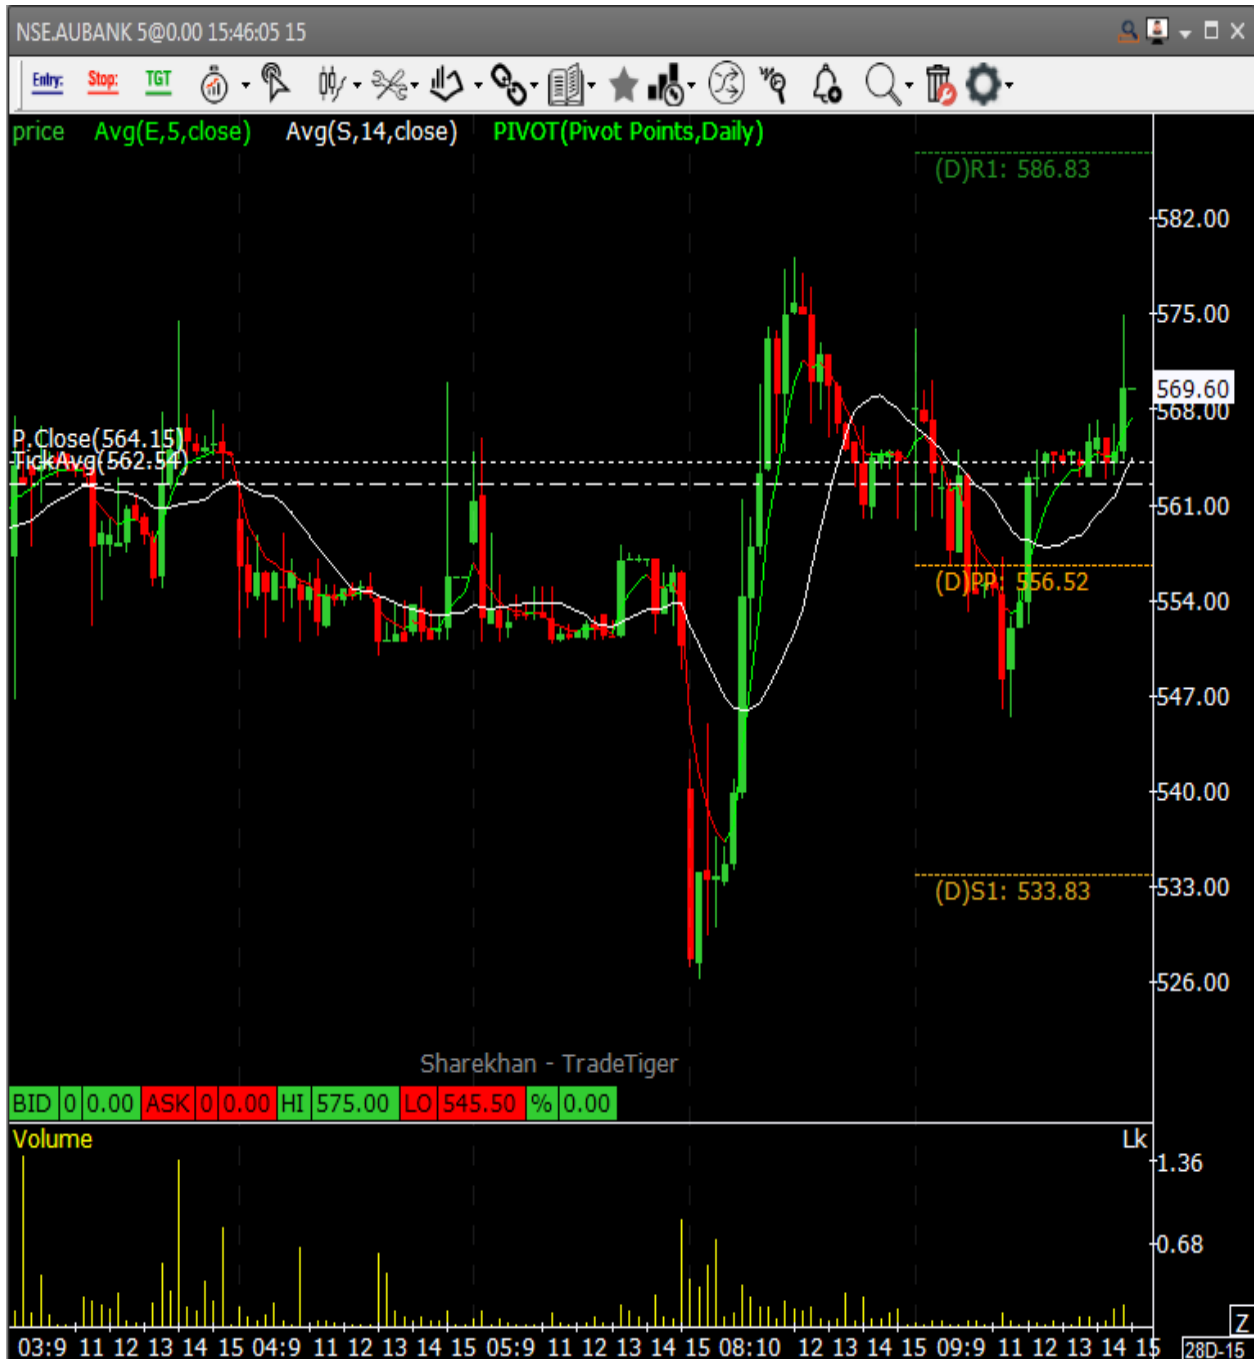 NSE.AUBANK 5@0.00 15:46:05 15
Entry: Stop: TGT
price Avg(E,5,close) Avg(S,14,close) PIVOT(Pivot Points,Daily)
(D)R1: 586.83
582.00
575.00
569.60
568.00
P.Close(564.15)
TickAvg(562.54)
561.00
(D)PP: 556.52
554.00
547.00
540.00
533.00
(D)S1: 533.83
526.00
Sharekhan - TradeTiger
BID 0 0.00 ASK 0 0.00 HI 575.00 LO 545.50 % 0.00
Volume Lk
1.36
0.68
Z
03:9 11 12 13 14 15 04:9 11 12 13 14 15 05:9 11 12 13 14 15 08:10 12 13 14 15 09:9 11 12 13 14 15 28D-15